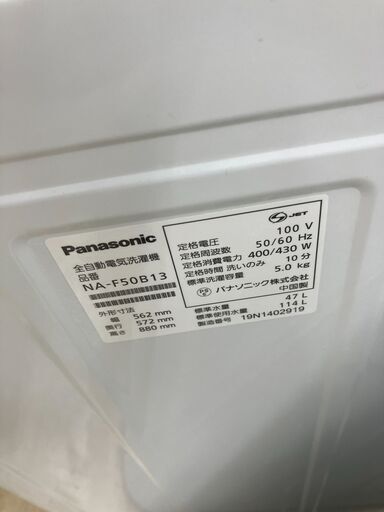 Panasonic
全自動電気洗濯機
品番
NA-F50B13
外形寸法
幅 562 mm
奥行 572 mm
高さ 880 mm
JET
定格電圧 100 V
定格周波数 50/60 Hz
定格消費電力 400/430 W
定格時間 洗いのみ 10 分
標準洗濯容量 5.0 kg
パナソニック株式会社
中国製
標準水量 47 L
標準使用水量 114 L
製造番号 19N1402919